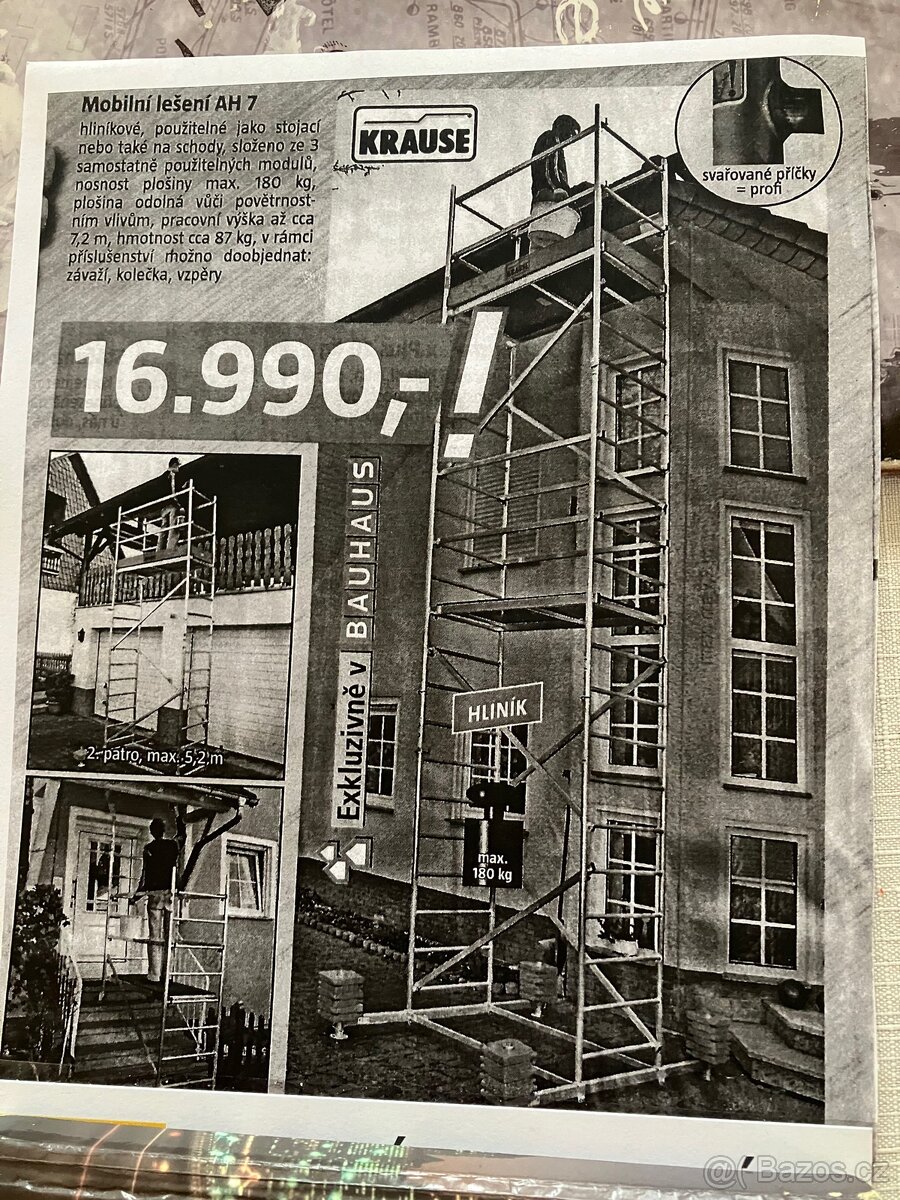 Mobilní lešení AH 7
hliníkové, použitelné jako stojací
nebo také na schody, složeno ze 3
samostatně použitelných modulů,
nosnost plošiny max. 180 kg,
plošina odolná vůči povětrnost-
ním vlivům, pracovní výška až cca
7,2 m, hmotnost cca 87 kg, v rámci
příslušenství možno doobjednat:
závaží, kolečka, vzpěry
KRAUSE
svařované příčky
= profi
KRAUSE
16.990,-!
Exkluzivně v BAUHAUS
HLINÍK
max.
180 kg
2. patro, max. 5,2 m
@Bazos.cz